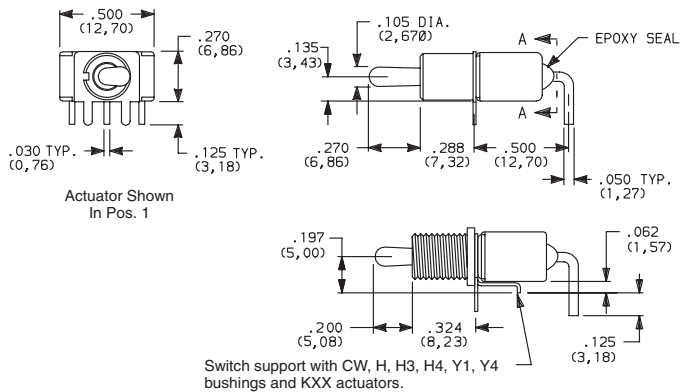 .500
(12,70)
.270
(6,86)
.030 TYP.
(0,76)
.125 TYP.
(3,18)
Actuator Shown
In Pos. 1
.105 DIA.
(2,67∅)
.135
(3,43)
A
EPOXY SEAL
A
.270
(6,86)
.288
(7,32)
.500
(12,70)
.050 TYP.
(1,27)
.197
(5,00)
.062
(1,57)
.200
(5,08)
.324
(8,23)
.125
(3,18)
Switch support with CW, H, H3, H4, Y1, Y4
bushings and KXX actuators.